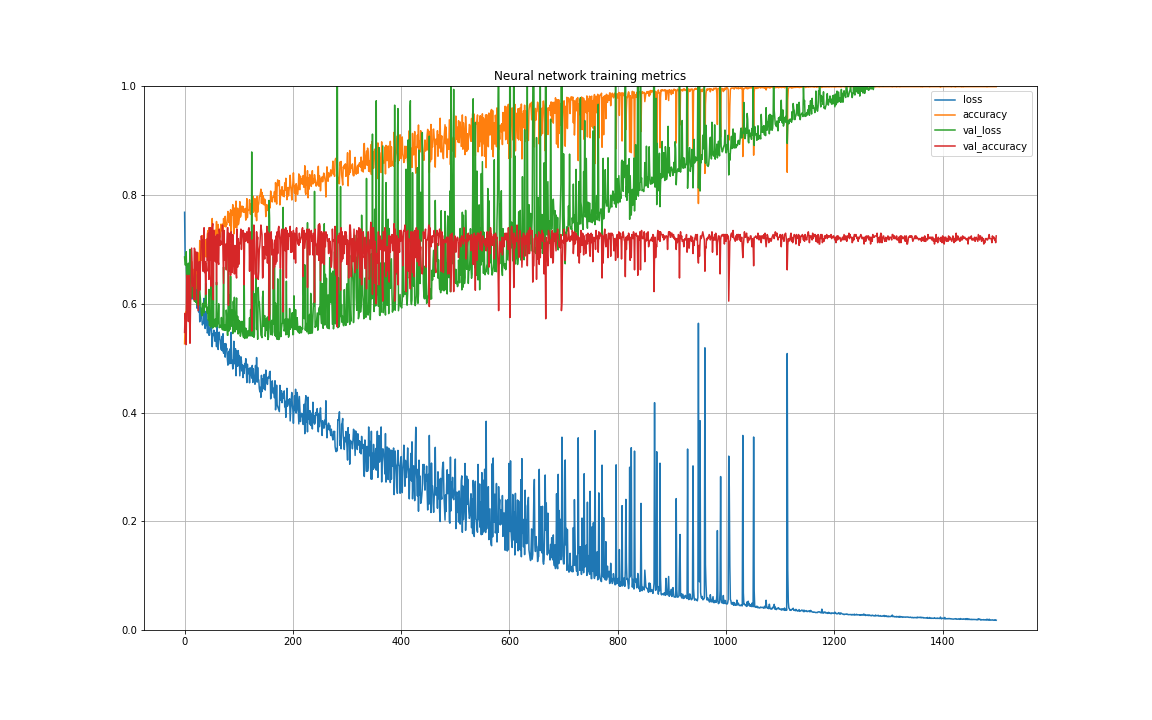 Neural network training metrics
1.0
loss
accuracy
val_loss
val_accuracy
0.8
0.6
0.4
0.2
0.0
0 200 400 600 800 1000 1200 1400